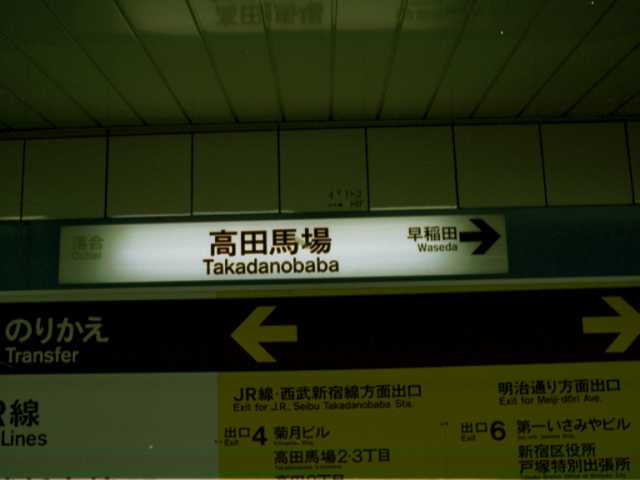 落合
高田馬場
Takadanobaba
早稲田
Waseda
のりかえ
Transfer
R線
Lines
JR線・西武新宿線方面出口
Exit for J.R., Seibu Takadanobaba Sta.
出口 4 菊月ビル
Exit
高田馬場2・3丁目
明治通り方面出口
Exit for Meiji-dōri Ave.
出口 6 第一いさみやビル
Exit
新宿区役所
戸塚特別出張所